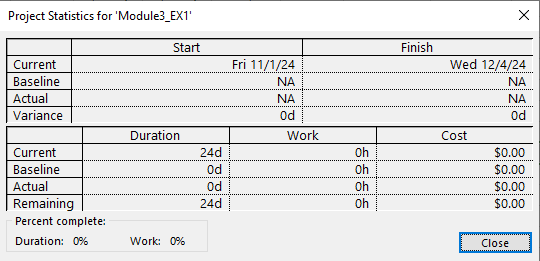 Project Statistics for 'Module3_EX1'
Start Finish
Current Fri 11/1/24 Wed 12/4/24
Baseline NA NA
Actual NA NA
Variance 0d 0d
Duration Work Cost
Current 24d 0h $0.00
Baseline 0d 0h $0.00
Actual 0d 0h $0.00
Remaining 24d 0h $0.00
Percent complete:
Duration: 0% Work: 0% Close